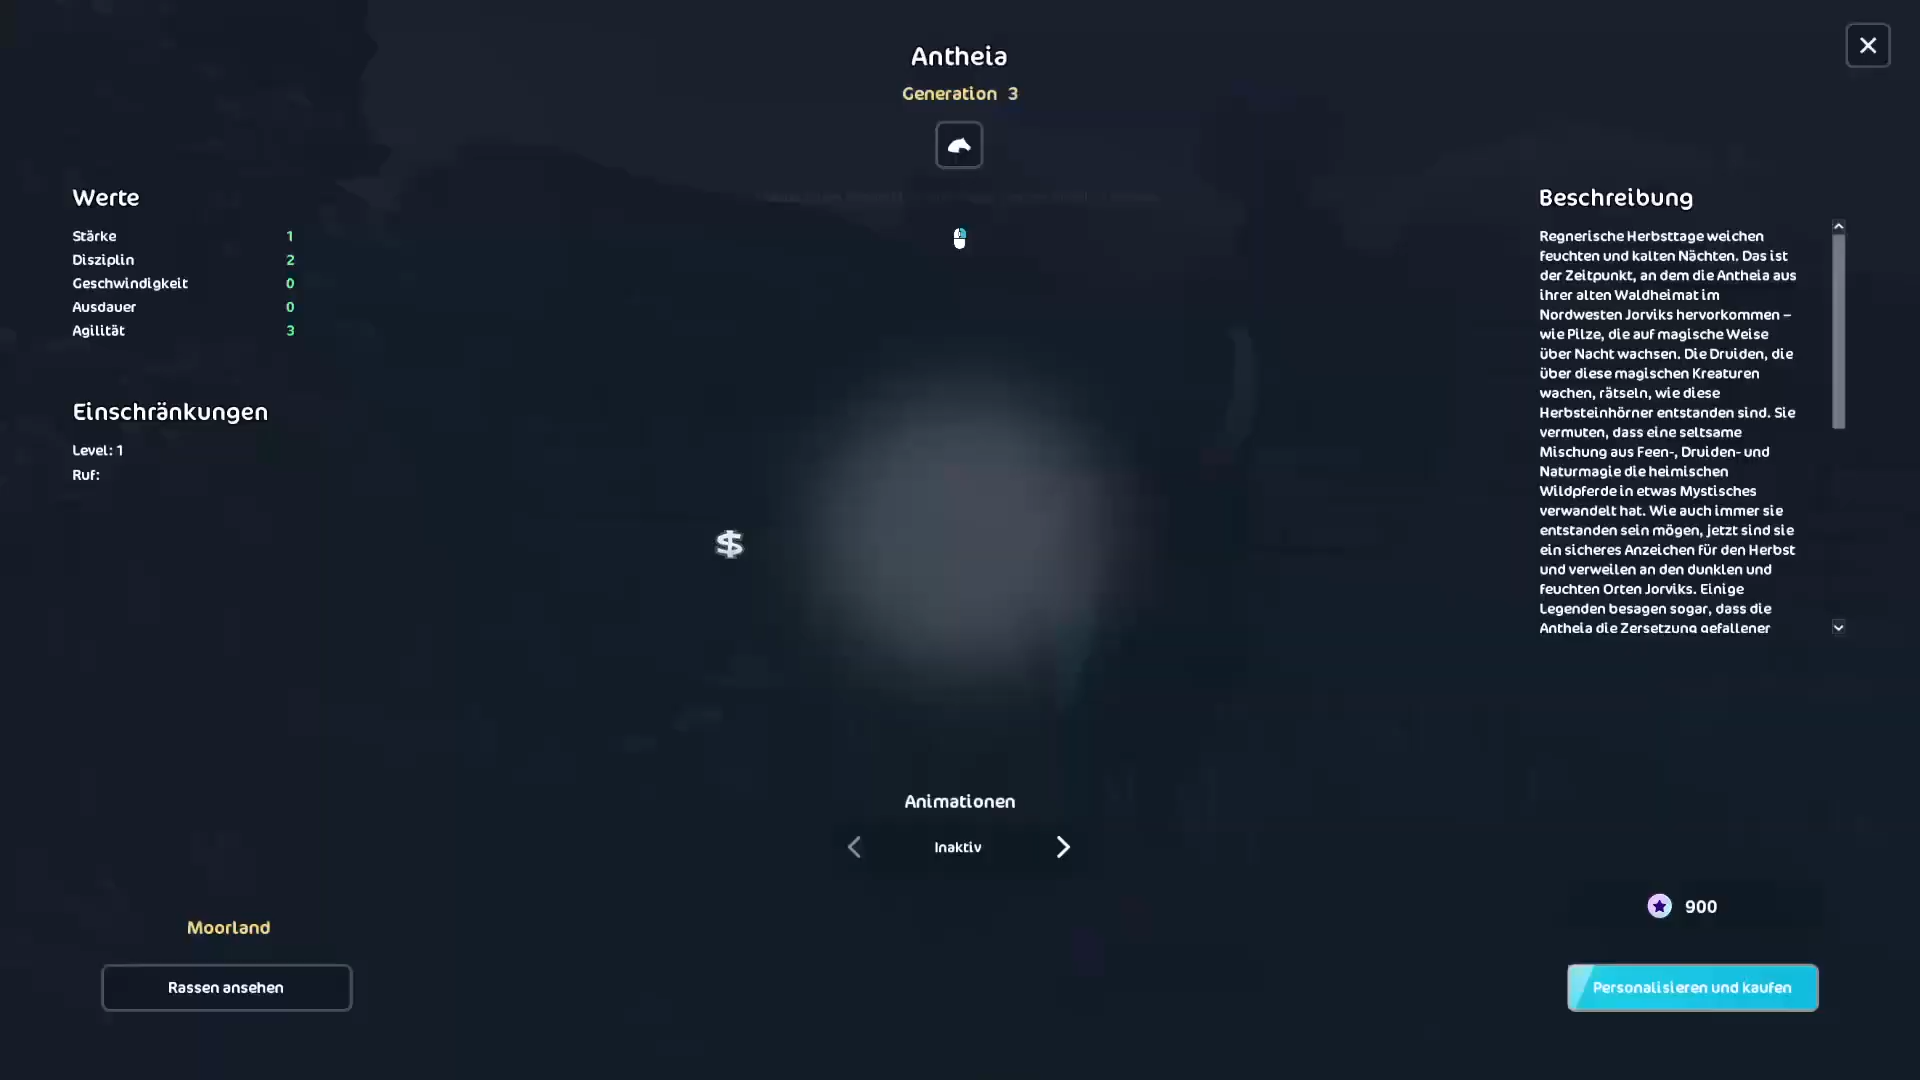 Antheia
Generation 3
Werte
Stärke 1
Disziplin 2
Geschwindigkeit 0
Ausdauer 0
Agilität 3
Einschränkungen
Level: 1
Ruf:
$
Beschreibung
Regnerische Herbsttage weichen
feuchten und kalten Nächten. Das ist
der Zeitpunkt, an dem die Antheia aus
ihrer alten Waldheimat im
Nordwesten Jorviks hervorkommen –
wie Pilze, die auf magische Weise
über Nacht wachsen. Die Druiden, die
über diese magischen Kreaturen
wachen, rätseln, wie diese
Herbsteinhörner entstanden sind. Sie
vermuten, dass eine seltsame
Mischung aus Feen-, Druiden- und
Naturmagie die heimischen
Wildpferde in etwas Mystisches
verwandelt hat. Wie auch immer sie
entstanden sein mögen, jetzt sind sie
ein sicheres Anzeichen für den Herbst
und verweilen an den dunklen und
feuchten Orten Jorviks. Einige
Legenden besagen sogar, dass die
Antheia die Zersetzung gefallener
Animationen
Inaktiv
Moorland
Rassen ansehen
900
Personalisieren und kaufen